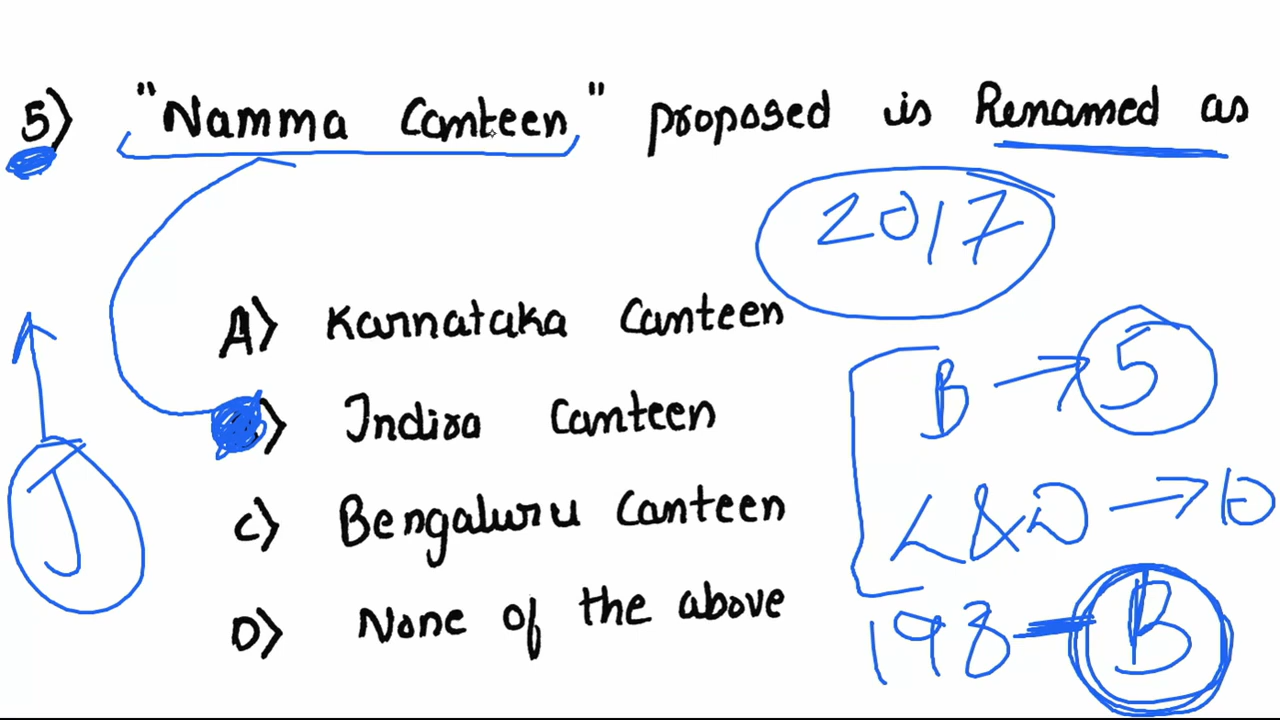 5) "Namma Canteen" proposed is Renamed as
2017
A) Karnataka Canteen
B → 5
) Indira Canteen
L&D → 10
C) Bengaluru Canteen
198 - B
D) None of the above
J